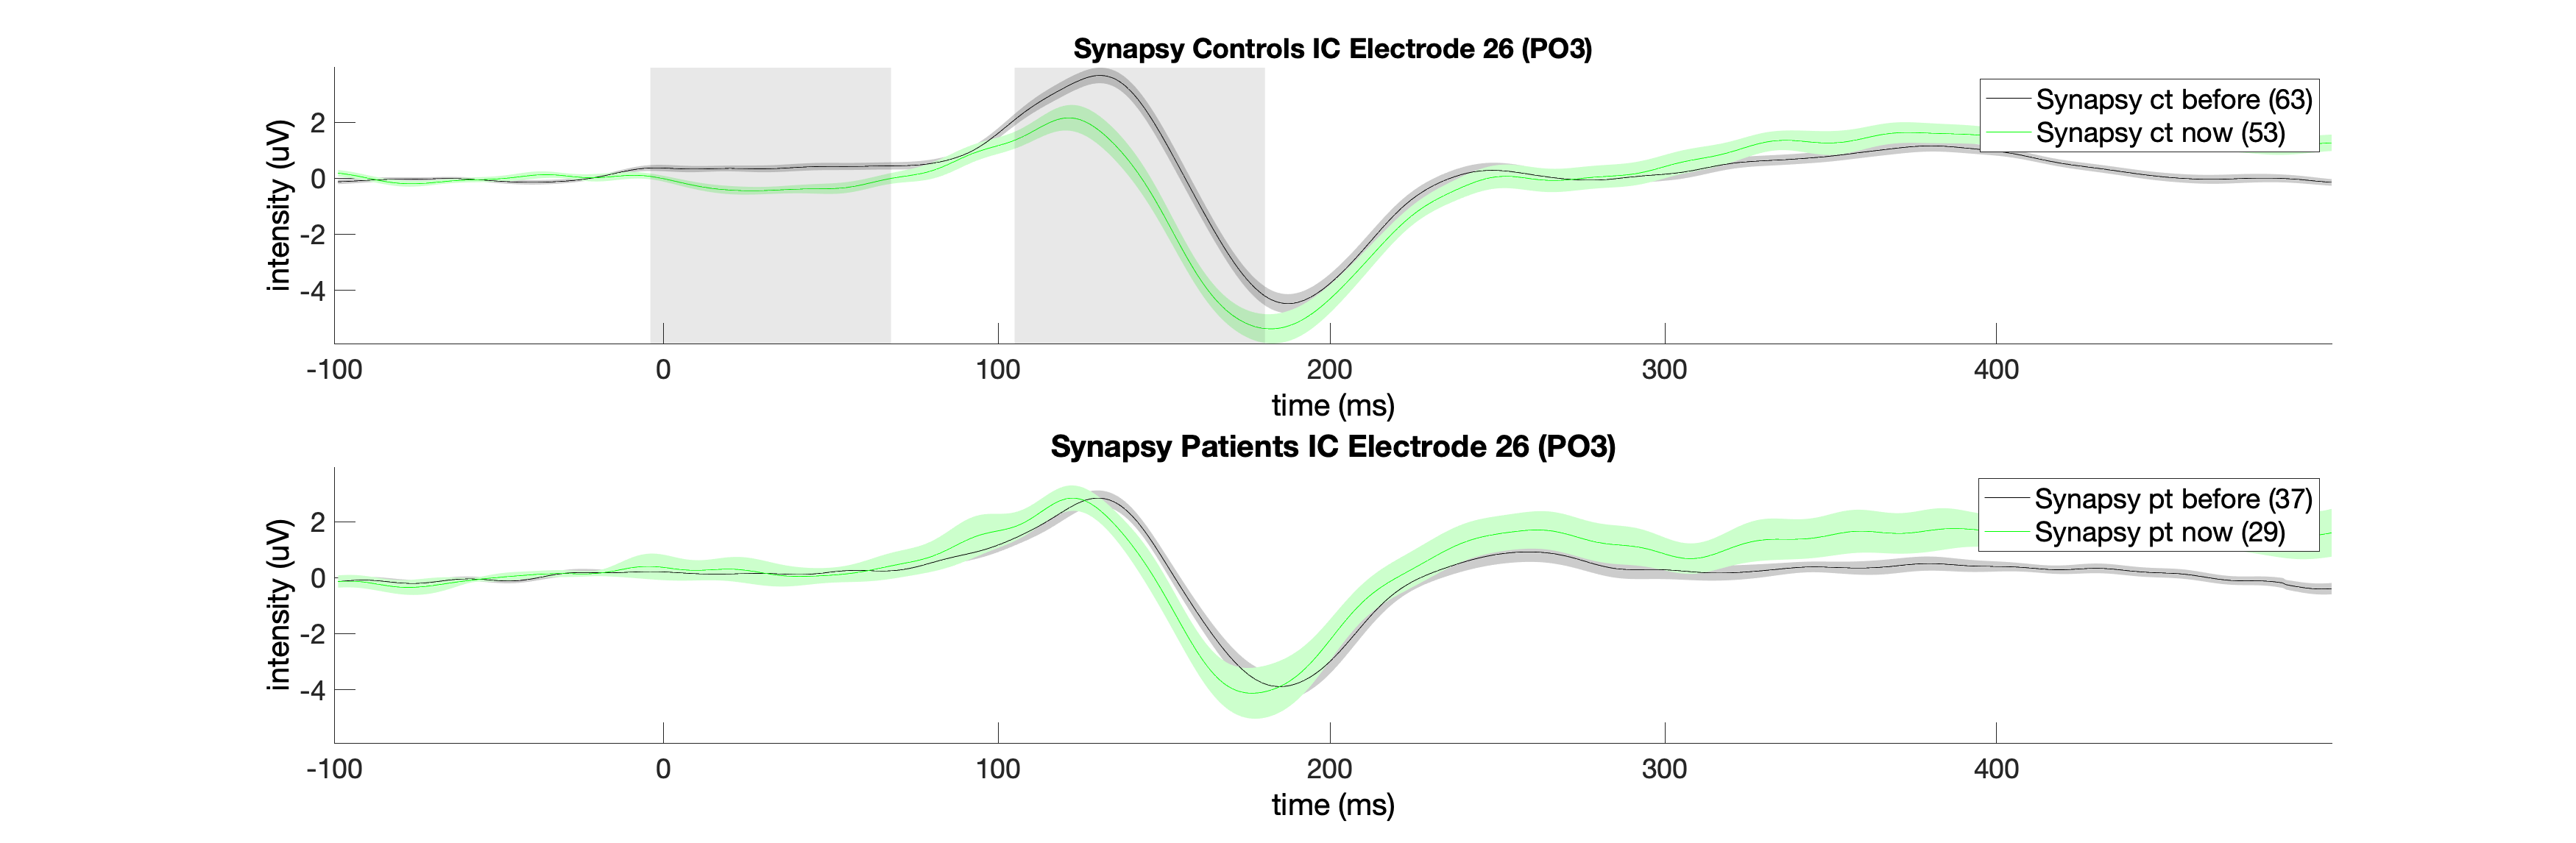 Synapsy Controls IC Electrode 26 (PO3)
intensity (uV)
2
0
-2
-4
Synapsy ct before (63)
Synapsy ct now (53)
-100 0 100 200 300 400
time (ms)
Synapsy Patients IC Electrode 26 (PO3)
intensity (uV)
2
0
-2
-4
Synapsy pt before (37)
Synapsy pt now (29)
-100 0 100 200 300 400
time (ms)